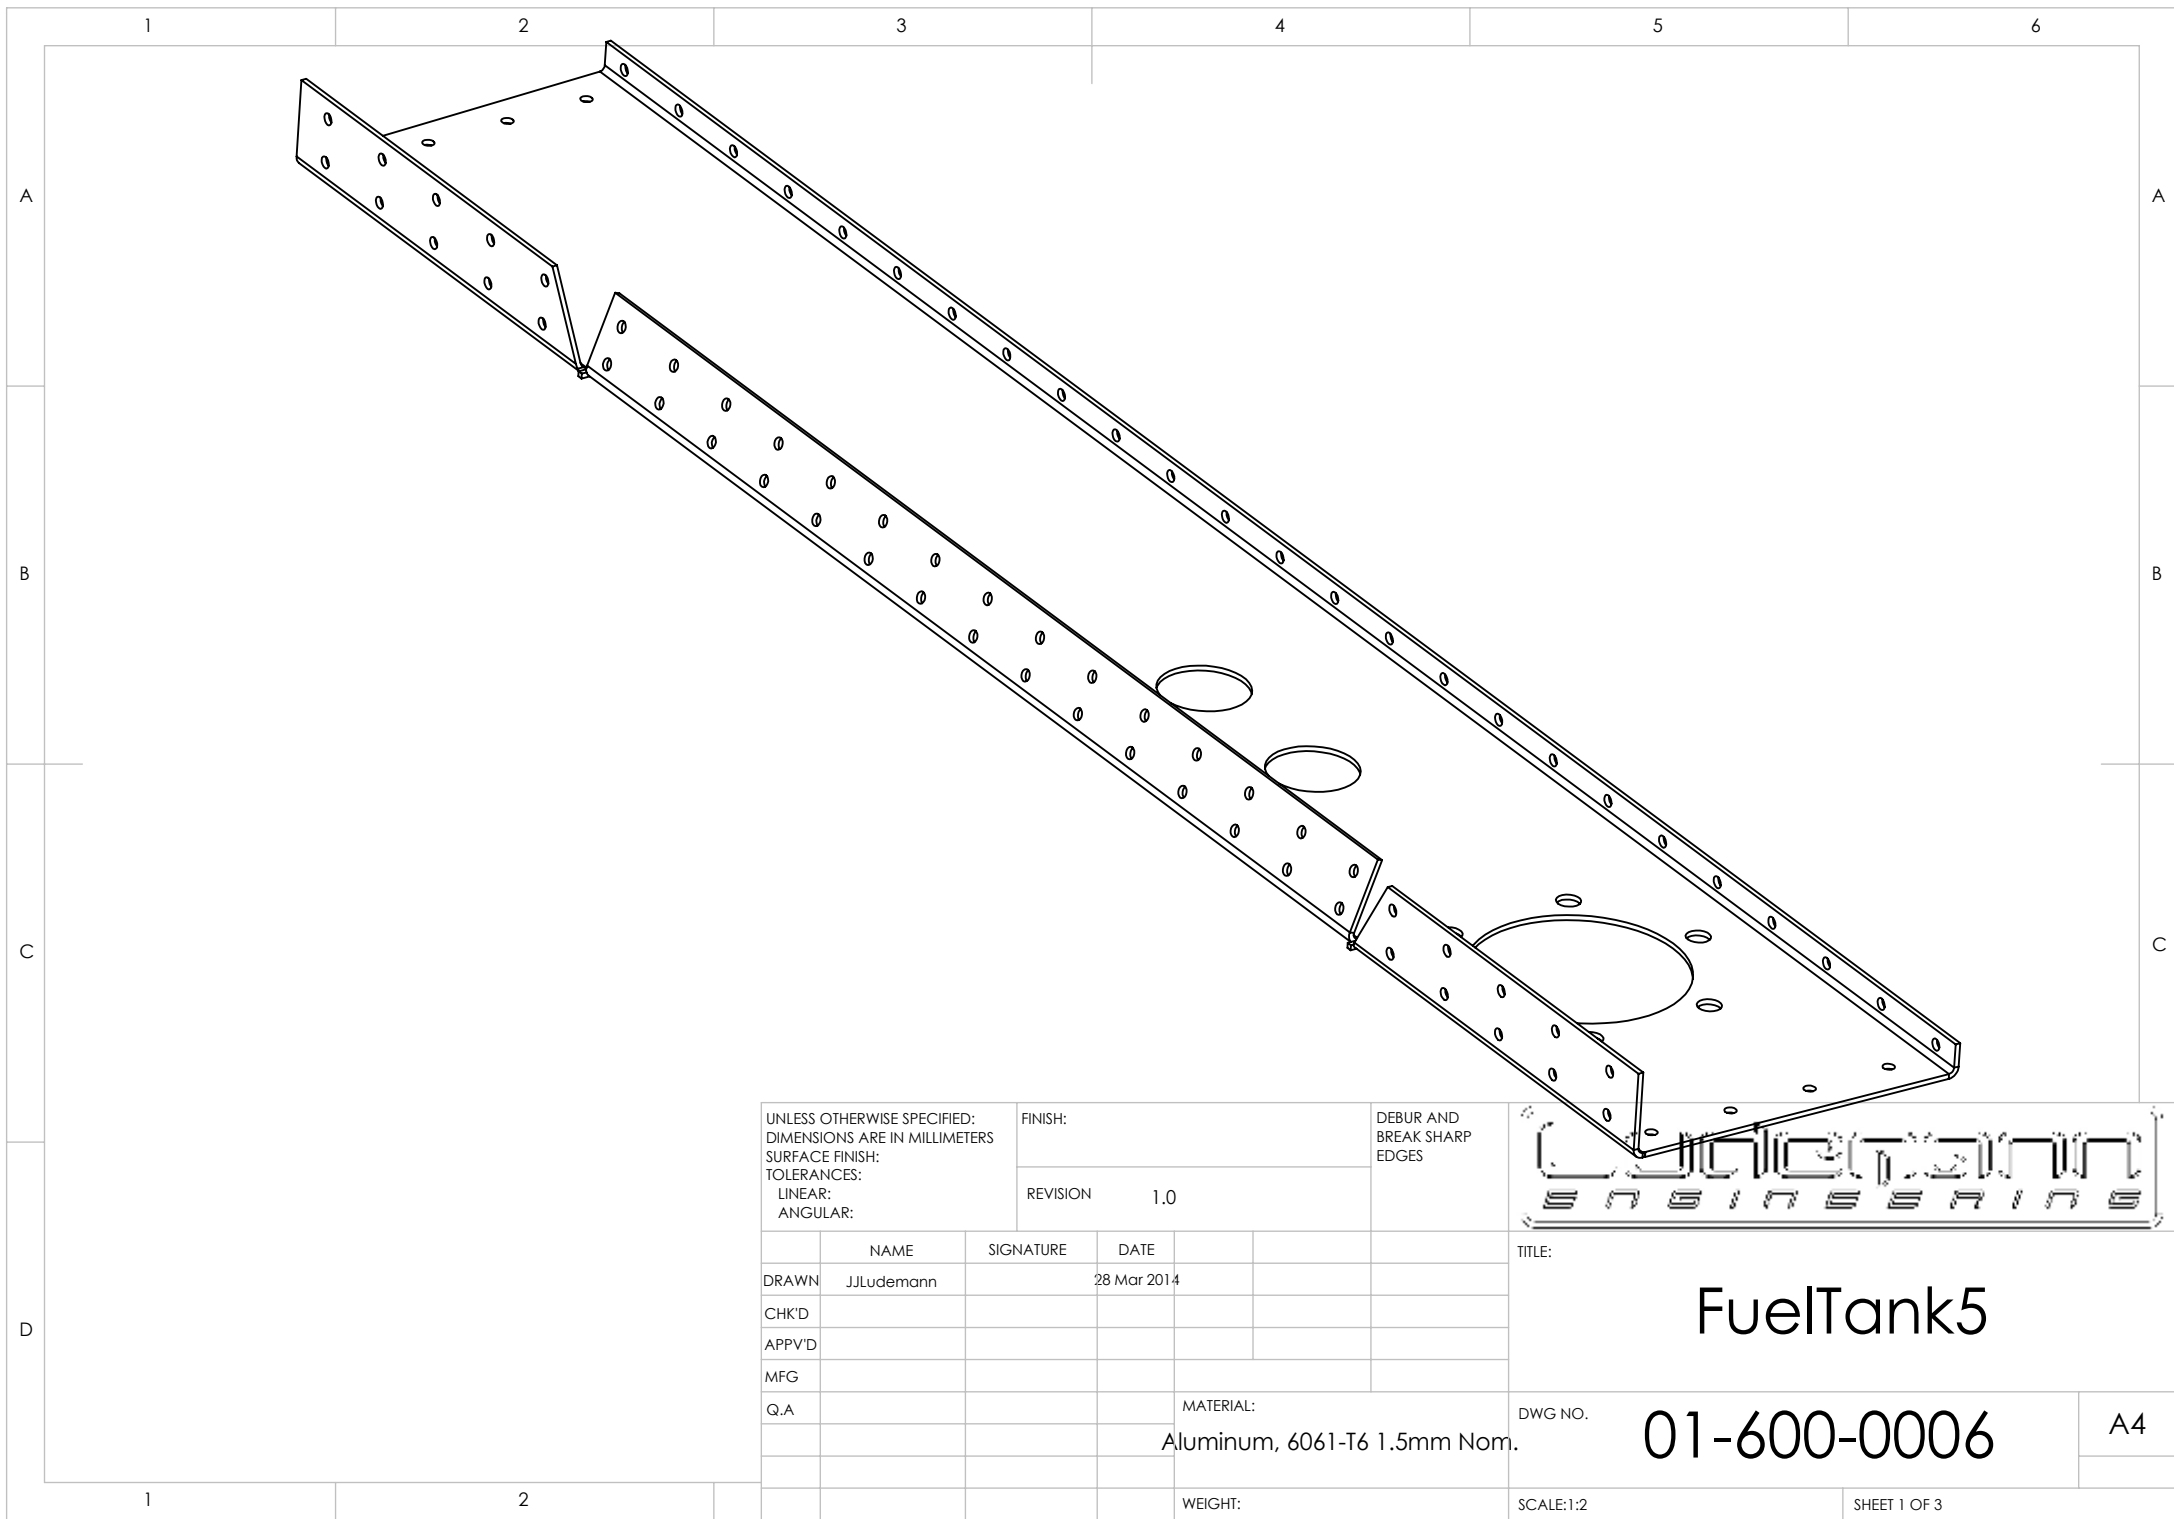 1 2 3 4 5 6
A A
B B
C C
D
UNLESS OTHERWISE SPECIFIED:
DIMENSIONS ARE IN MILLIMETERS
SURFACE FINISH:
TOLERANCES:
LINEAR:
ANGULAR:
FINISH:
REVISION 1.0
DEBUR AND
BREAK SHARP
EDGES
Ludemann
ENGINEERING
NAME SIGNATURE DATE
DRAWN JJLudemann 28 Mar 2014
CHK'D
APPV'D
MFG
Q.A
TITLE:
FuelTank5
MATERIAL:
Aluminum, 6061-T6 1.5mm Nom.
DWG NO. 01-600-0006 A4
WEIGHT:
SCALE:1:2
SHEET 1 OF 3
1 2